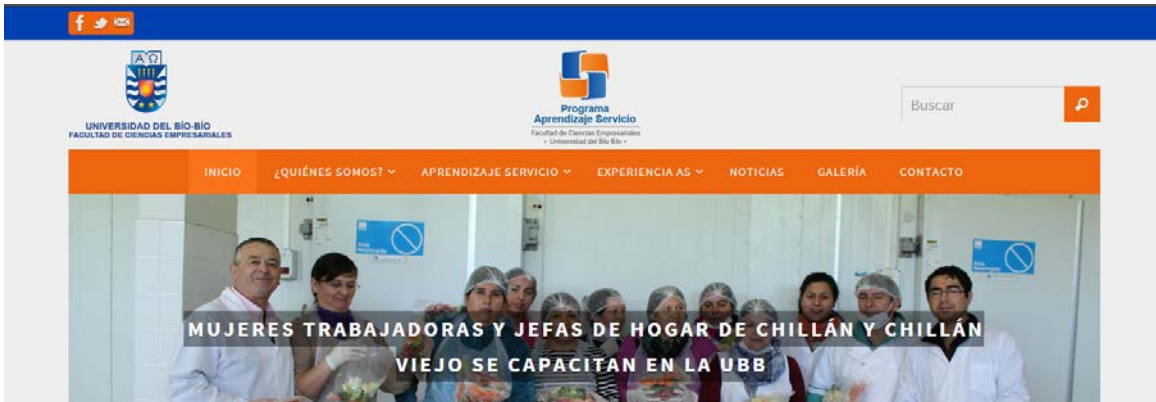 ΑΩ
UNIVERSIDAD DEL BÍO-BÍO
FACULTAD DE CIENCIAS EMPRESARIALES
Programa
Aprendizaje Servicio
Facultad de Ciencias Empresariales
• Universidad del Bío Bío •
Buscar
INICIO ¿QUIÉNES SOMOS? APRENDIZAJE SERVICIO EXPERIENCIA AS NOTICIAS GALERÍA CONTACTO
MUJERES TRABAJADORAS Y JEFAS DE HOGAR DE CHILLÁN Y CHILLÁN
VIEJO SE CAPACITAN EN LA UBB